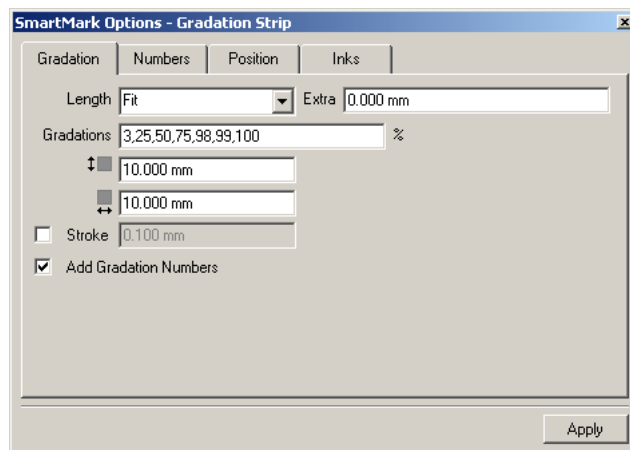 SmartMark Options - Gradation Strip
Gradation Numbers Position Inks
Length Fit Extra 0.000 mm
Gradations 3,25,50,75,98,99,100 %
10.000 mm
10.000 mm
Stroke 0.100 mm
Add Gradation Numbers
Apply